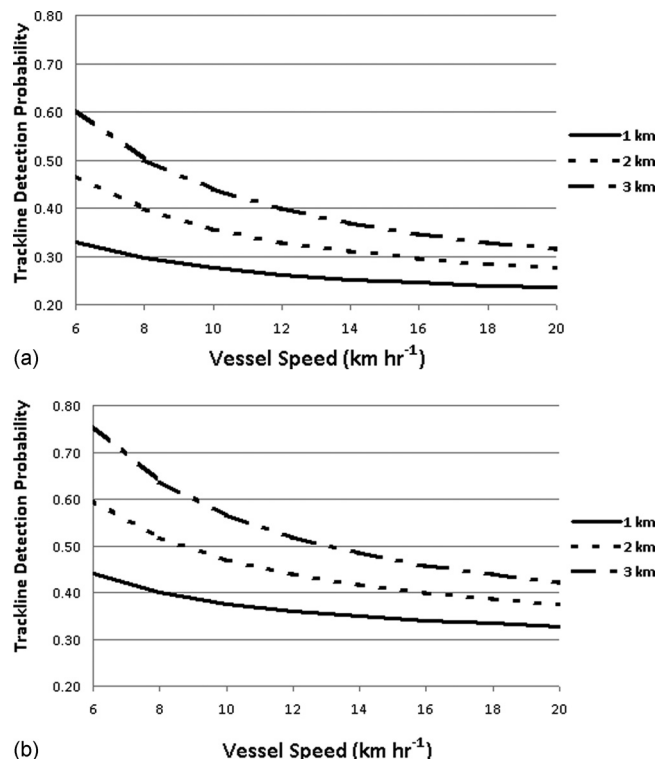 Trackline Detection Probability
0.80
0.70
0.60
0.50
0.40
0.30
0.20
6 8 10 12 14 16 18 20
1 km
2 km
3 km
(a) Vessel Speed (km hr⁻¹)
Trackline Detection Probability
0.80
0.70
0.60
0.50
0.40
0.30
0.20
6 8 10 12 14 16 18 20
1 km
2 km
3 km
(b) Vessel Speed (km hr⁻¹)